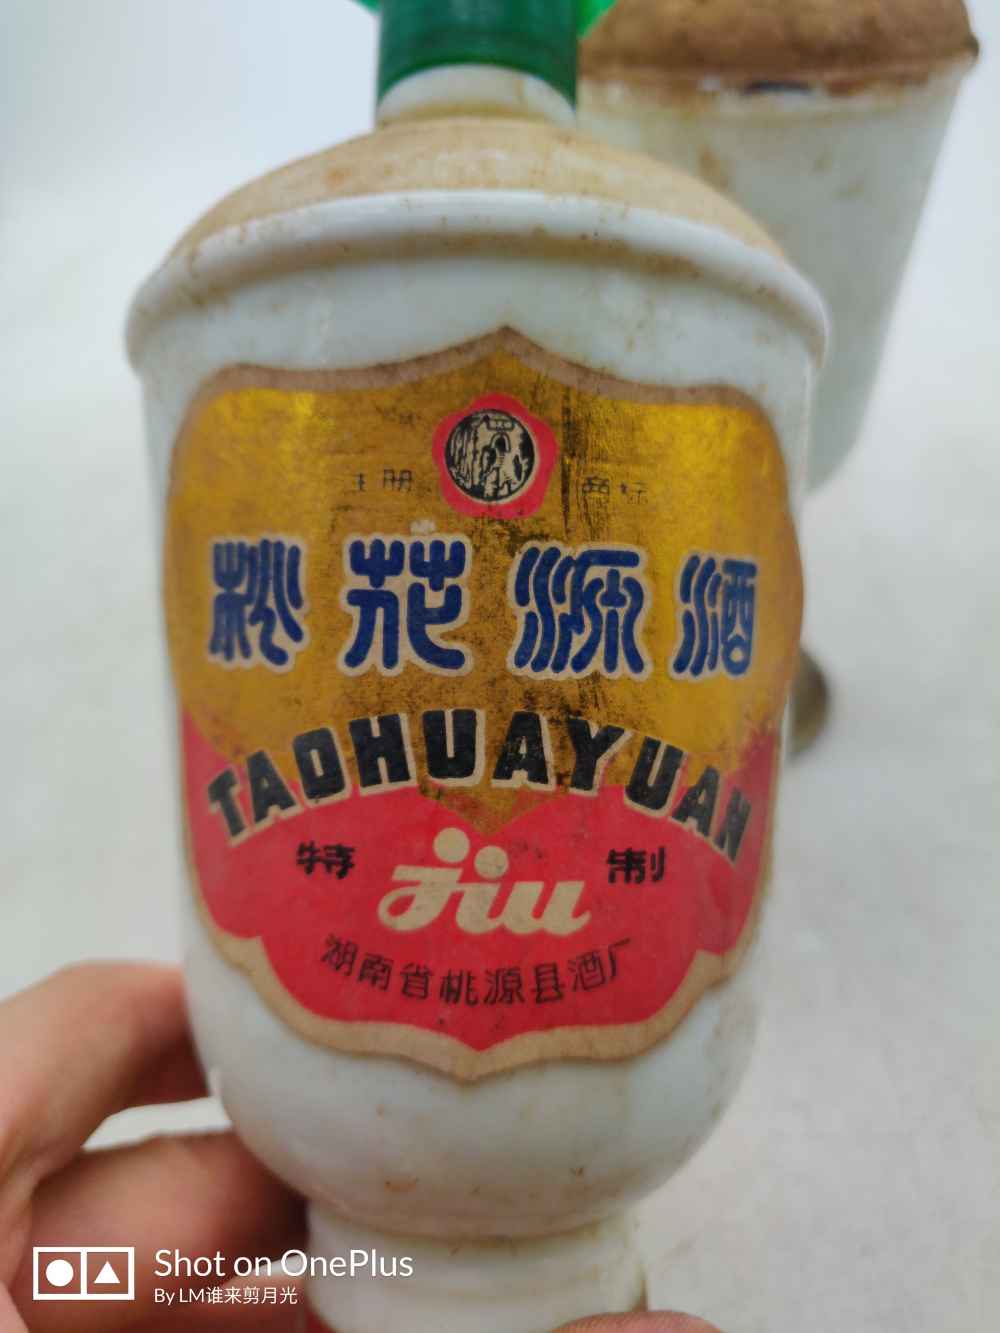 注册 商标
桃花源酒
TAOHUAYUAN
特 jiu 制
湖南省桃源县酒厂
Shot on OnePlus
By LM谁来剪月光